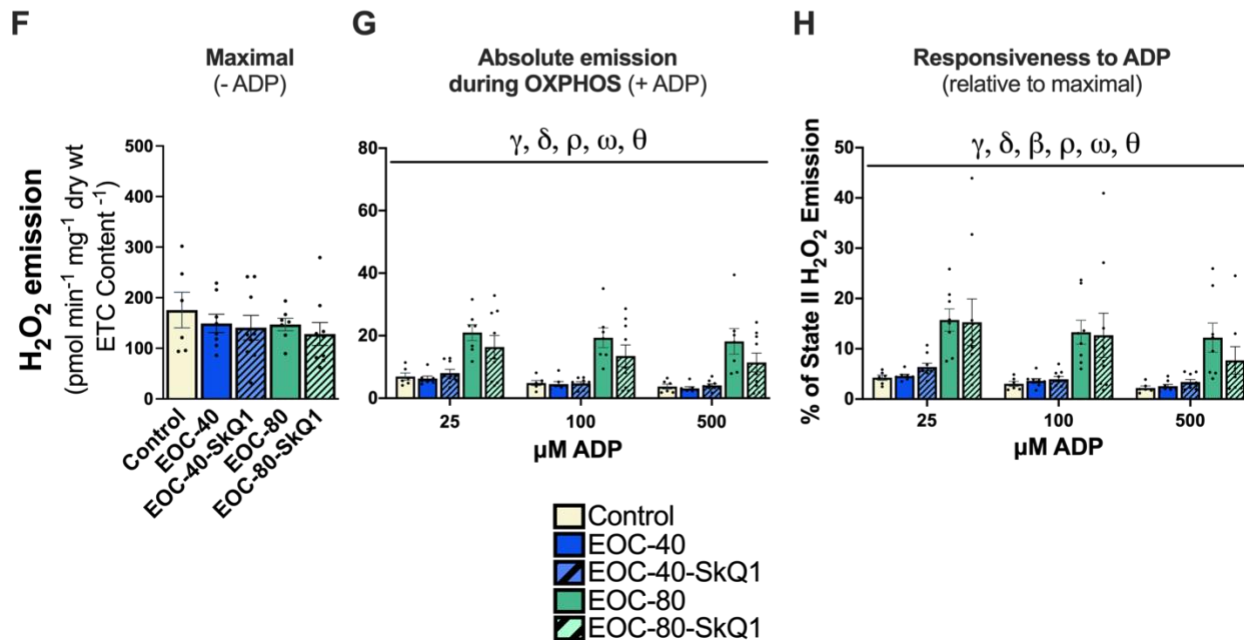 F
Maximal
(- ADP)
H₂O₂ emission
(pmol min⁻¹ mg⁻¹ dry wt
ETC Content ⁻¹)
500
400
300
200
100
0
Control
EOC-40
EOC-40-SkQ1
EOC-80
EOC-80-SkQ1
G
Absolute emission
during OXPHOS (+ ADP)
γ, δ, ρ, ω, θ
80
60
40
20
0
25
100
500
µM ADP
H
Responsiveness to ADP
(relative to maximal)
γ, δ, β, ρ, ω, θ
% of State II H₂O₂ Emission
50
40
30
20
10
0
25
100
500
µM ADP
Control
EOC-40
EOC-40-SkQ1
EOC-80
EOC-80-SkQ1